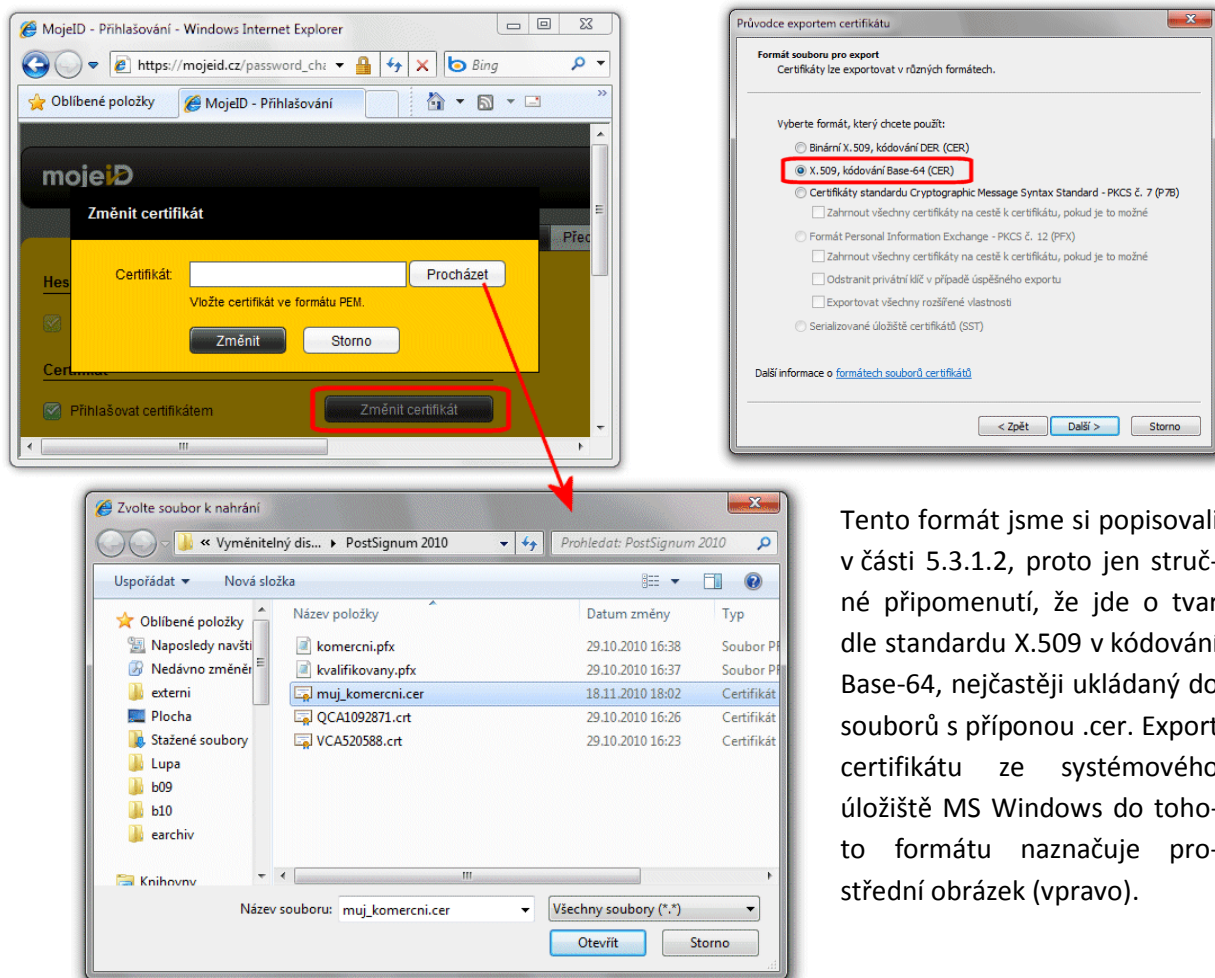 MojeID - Přihlašování - Windows Internet Explorer
https://mojeid.cz/password_cha
Bing
Oblíbené položky
MojeID - Přihlašování
mojeiD
Změnit certifikát
Předc
Certifikát:
Procházet
Hes
Vložte certifikát ve formátu PEM.
Změnit
Storno
Certifikát
Přihlašovat certifikátem
Změnit certifikát
Průvodce exportem certifikátu
Formát souboru pro export
Certifikáty lze exportovat v různých formátech.
Vyberte formát, který chcete použít:
Binární X.509, kódování DER (CER)
X.509, kódování Base-64 (CER)
Certifikáty standardu Cryptographic Message Syntax Standard - PKCS č. 7 (P7B)
Zahrnout všechny certifikáty na cestě k certifikátu, pokud je to možné
Formát Personal Information Exchange - PKCS č. 12 (PFX)
Zahrnout všechny certifikáty na cestě k certifikátu, pokud je to možné
Odstranit privátní klíč v případě úspěšného exportu
Exportovat všechny rozšířené vlastnosti
Serializované úložiště certifikátů (SST)
Další informace o formátech souborů certifikátů
< Zpět
Další >
Storno
Zvolte soubor k nahrání
« Vyměnitelný dis... PostSignum 2010
Prohledat: PostSignum 2010
Uspořádat
Nová složka
Oblíbené položky
Naposledy navšti
Nedávno změněn
externi
Plocha
Stažené soubory
Lupa
b09
b10
earchiv
Knihovny
Název položky Datum změny Typ
komercni.pfx 29.10.2010 16:38 Soubor PF
kvalifikovany.pfx 29.10.2010 16:37 Soubor PF
muj_komercni.cer 18.11.2010 18:02 Certifikát
QCA1092871.crt 29.10.2010 16:26 Certifikát
VCA520588.crt 29.10.2010 16:23 Certifikát
Název souboru: muj_komercni.cer
Všechny soubory (*.*)
Otevřít
Storno
Tento formát jsme si popisovali
v části 5.3.1.2, proto jen struč-
né připomenutí, že jde o tvar
dle standardu X.509 v kódování
Base-64, nejčastěji ukládaný do
souborů s příponou .cer. Export
certifikátu ze systémového
úložiště MS Windows do toho-
to formátu naznačuje pro-
střední obrázek (vpravo).